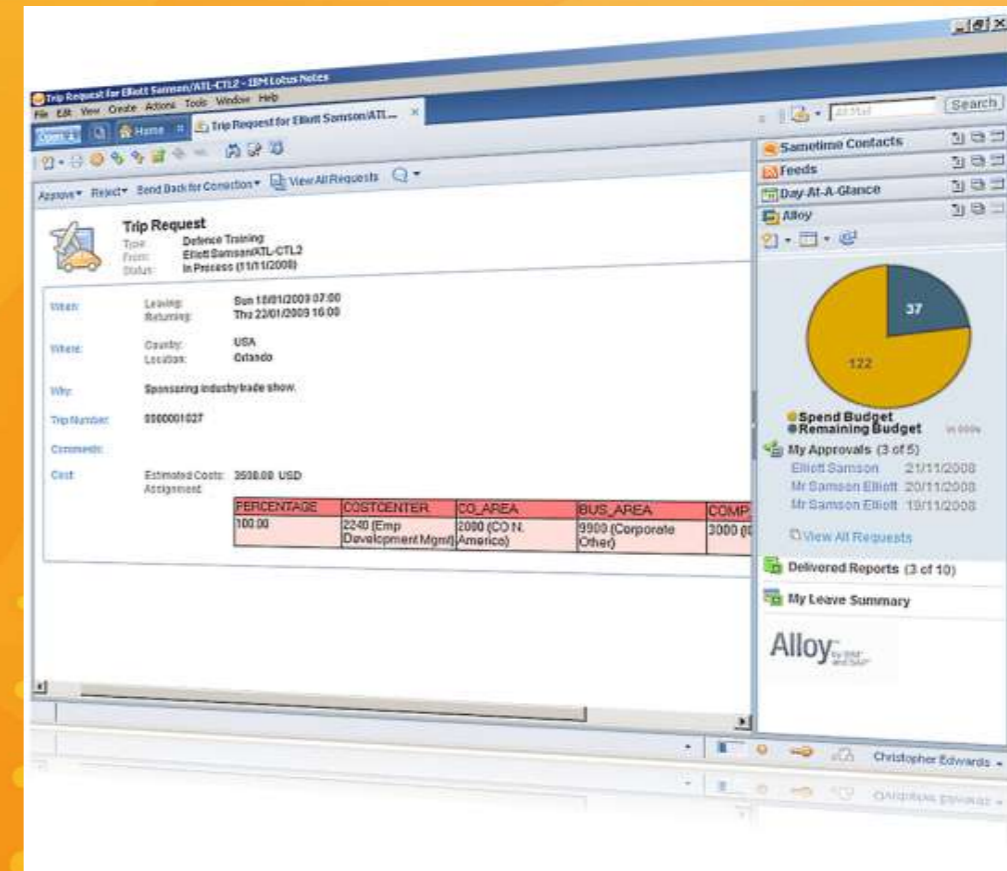 Trip Request for Elliott Samson/ATL-CTL2 - IBM Lotus Notes
File Edit View Create Actions Tools Window Help
Open Home Trip Request for Elliott Samson/ATL... Search
Approve Reject Send Back for Correction View All Requests
Trip Request
Type: Defence Training
From: Elliott Samson/ATL-CTL2
Status: In Process (11/11/2008)
When: Leaving: Sun 18/01/2009 07:00
Returning: Thu 22/01/2009 16:00
Where: Country: USA
Location: Orlando
Why: Sponsoring industry trade show.
Trip Number: 0000001027
Comments:
Cost Estimated Costs: 3500.00 USD
Assignment:
PERCENTAGE COSTCENTER CO_AREA BUS_AREA COMP
100.00 2240 (Emp 2000 (CO N. 9900 (Corporate 3000
Development Mgmt) America) Other)
Sametime Contacts
Feeds
Day-At-A-Glance
Alloy
37
122
Spend Budget
Remaining Budget
My Approvals (3 of 5)
Elliott Samson 21/11/2008
Mr Samson Elliott 20/11/2008
Mr Samson Elliott 19/11/2008
View All Requests
Delivered Reports (3 of 10)
My Leave Summary
Alloy™
by IBM
and SAP
Christopher Edwards